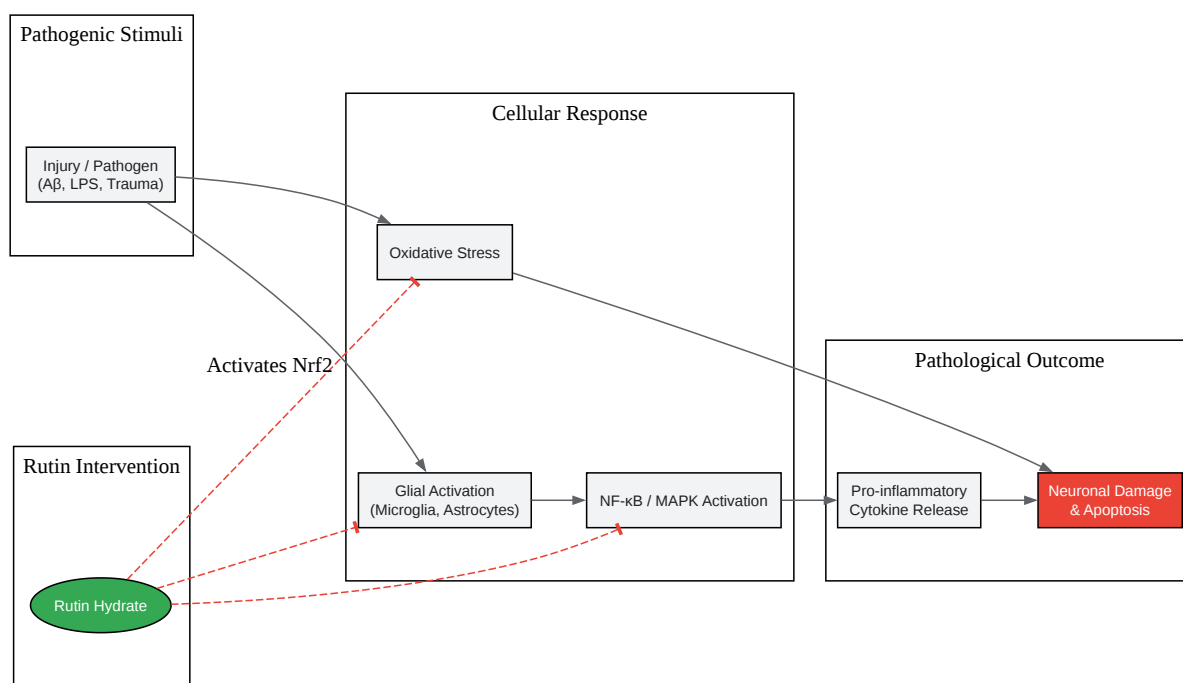 Pathogenic Stimuli
Injury / Pathogen
(Aβ, LPS, Trauma)
Cellular Response
Oxidative Stress
Activates Nrf2
Pathological Outcome
Rutin Intervention
Glial Activation
(Microglia, Astrocytes)
NF-κB / MAPK Activation
Pro-inflammatory
Cytokine Release
Neuronal Damage
& Apoptosis
Rutin Hydrate